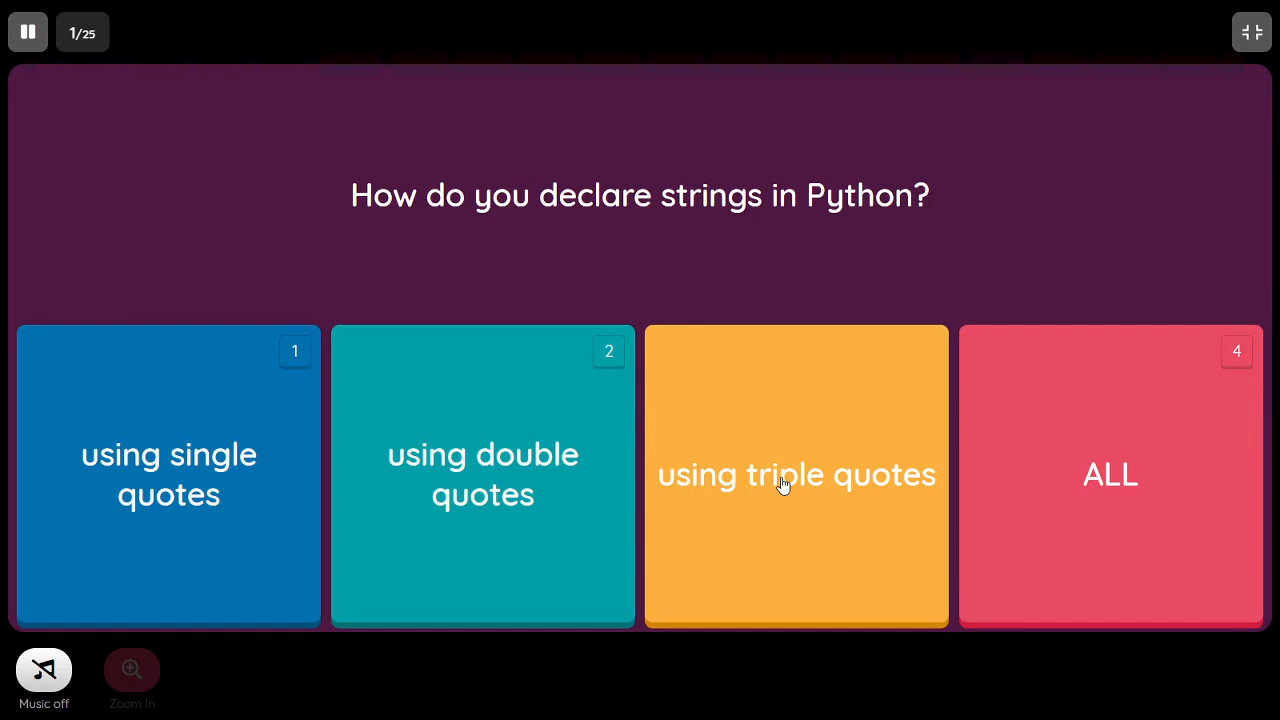 1/25
How do you declare strings in Python?
1
2
4
using single
quotes
using double
quotes
using triple quotes
ALL
Music off
Zoom In